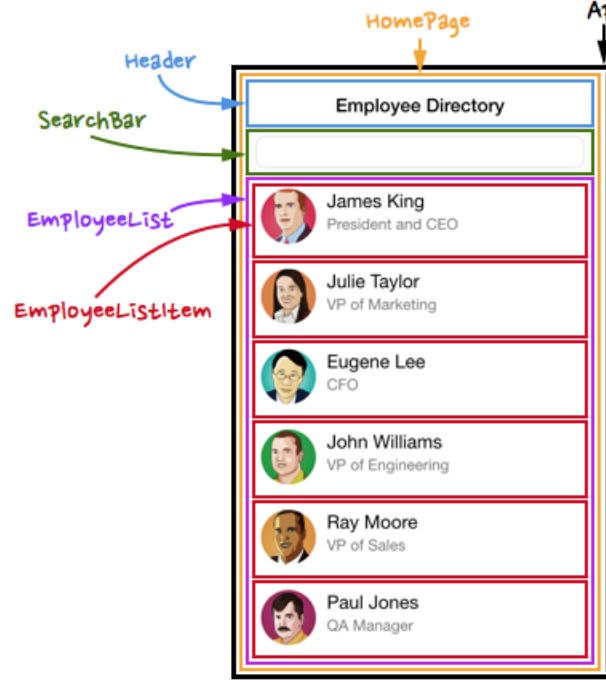 HomePage
Header
Employee Directory
SearchBar
EmployeeList
EmployeeListItem
James King
President and CEO
Julie Taylor
VP of Marketing
Eugene Lee
CFO
John Williams
VP of Engineering
Ray Moore
VP of Sales
Paul Jones
QA Manager